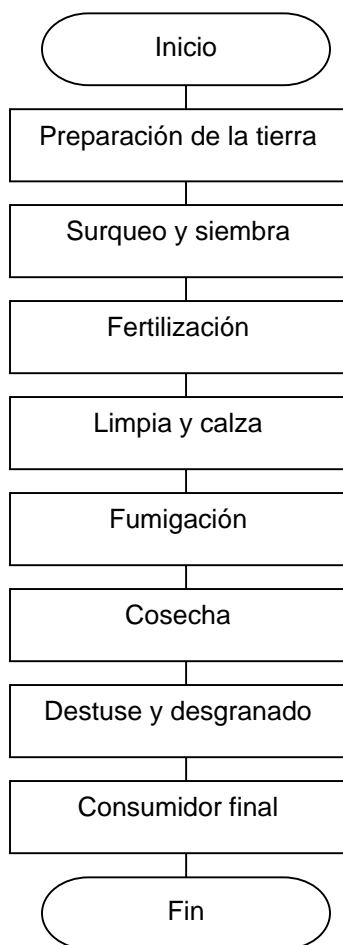 Inicio
Preparación de la tierra
Surqueo y siembra
Fertilización
Limpia y calza
Fumigación
Cosecha
Destuse y desgranado
Consumidor final
Fin